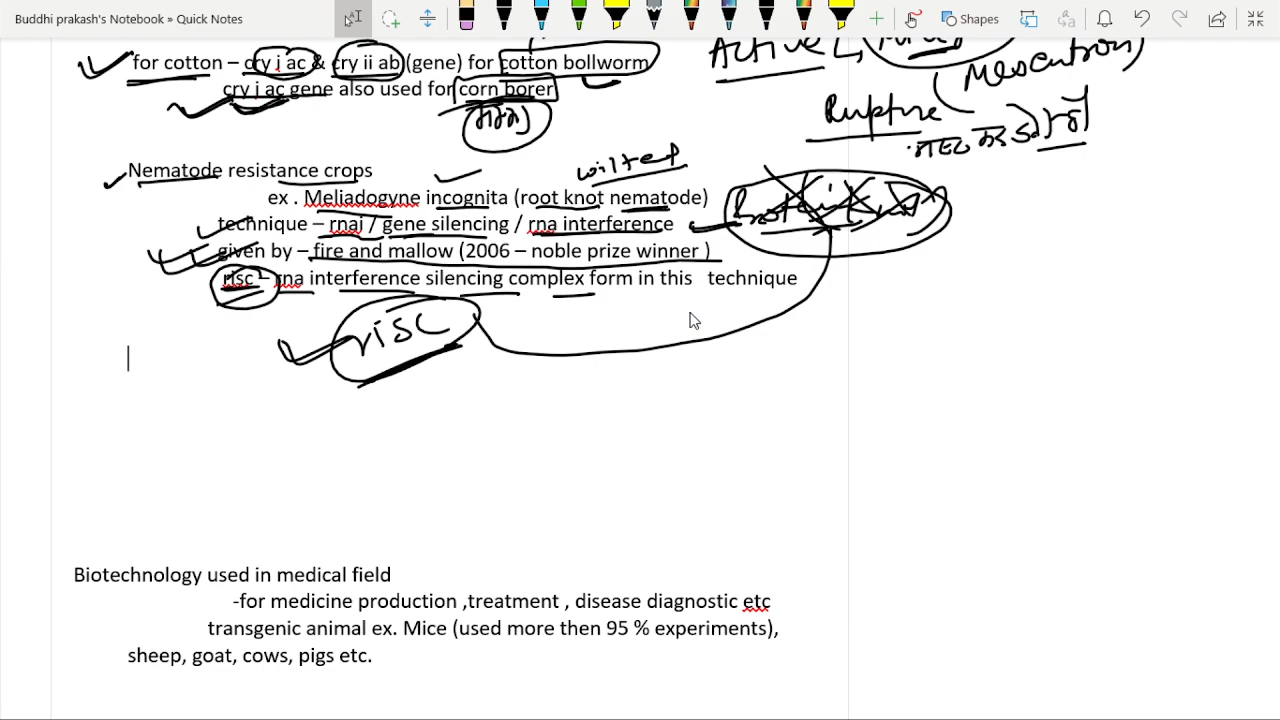 Buddhi prakash's Notebook » Quick Notes
Shapes
for cotton – cry i ac & cry ii ab (gene) for cotton bollworm
cry i ac gene also used for corn borer
Active
Rupture
Nematode resistance crops
wilted
ex . Meliadogyne incognita (root knot nematode)
technique – rnai / gene silencing / rna interference
given by – fire and mallow (2006 – noble prize winner )
risc – rna interference silencing complex form in this technique
risc
Biotechnology used in medical field
-for medicine production ,treatment , disease diagnostic etc
transgenic animal ex. Mice (used more then 95 % experiments),
sheep, goat, cows, pigs etc.